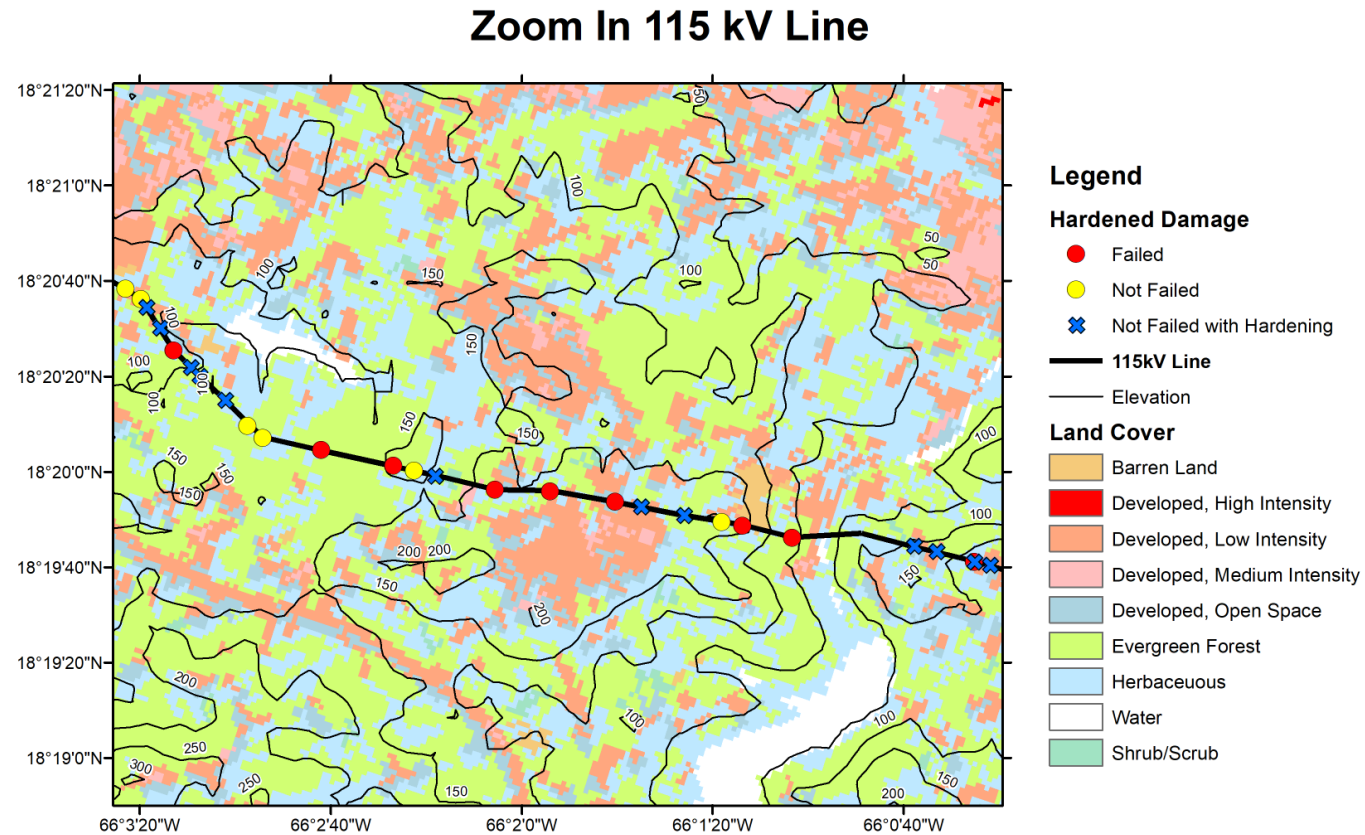 Zoom In 115 kV Line
18°21'20"N
18°21'0"N
18°20'40"N
18°20'20"N
18°20'0"N
18°19'40"N
18°19'20"N
18°19'0"N
66°3'20"W
66°2'40"W
66°2'0"W
66°1'20"W
66°0'40"W
50
100
50
50
100
150
100
100
150
100
100
100
100
150
150
150
150
150
100
200
200
150
150
200
200
100
100
250
300
250
150
150
200
Legend
Hardened Damage
Failed
Not Failed
Not Failed with Hardening
115kV Line
Elevation
Land Cover
Barren Land
Developed, High Intensity
Developed, Low Intensity
Developed, Medium Intensity
Developed, Open Space
Evergreen Forest
Herbaceuous
Water
Shrub/Scrub